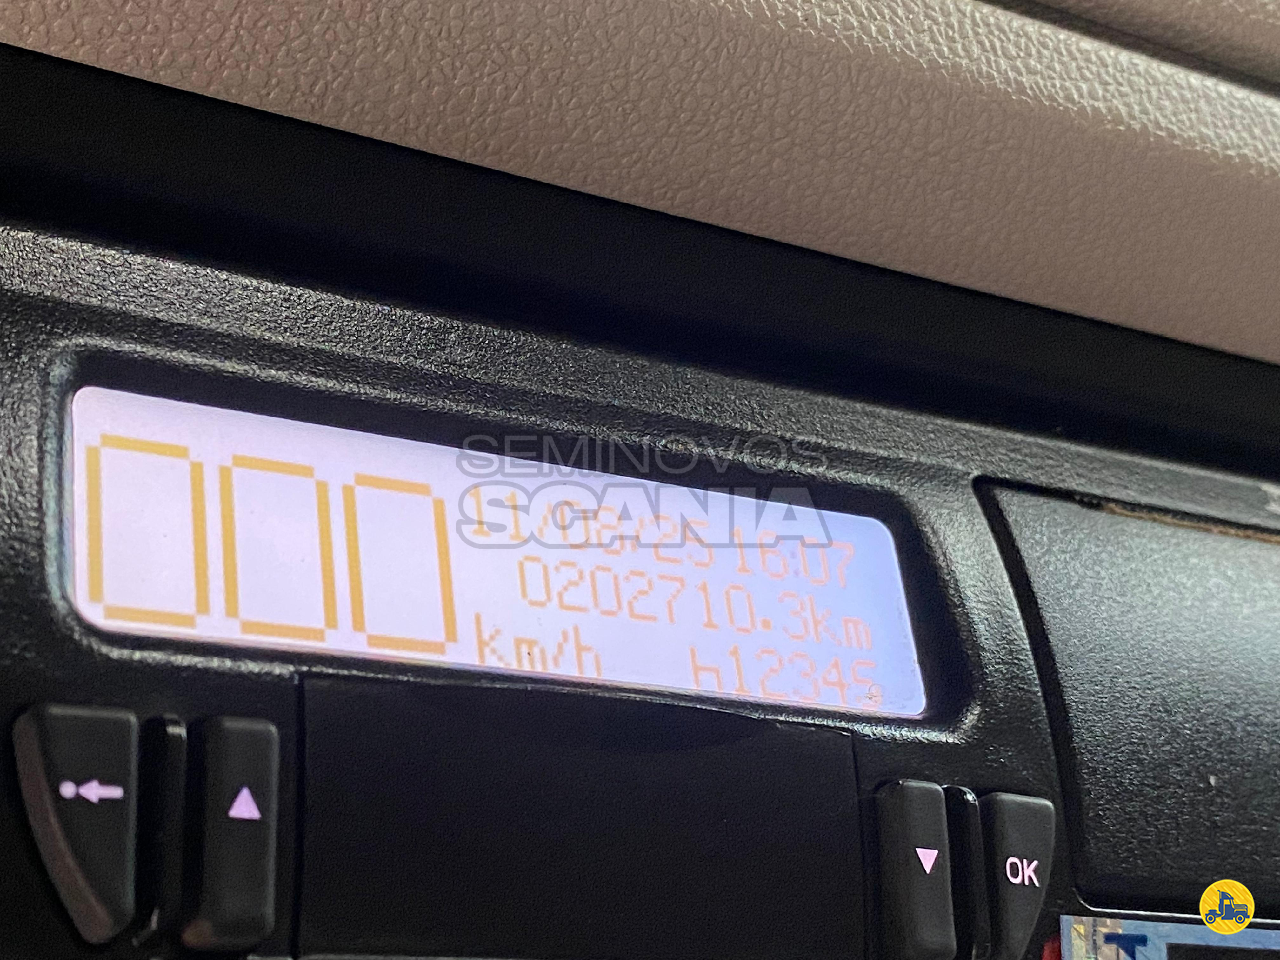 SEMINOVOS
SCANIA
000
11/08/25 16:07
0202710.3km
km/h h12345
OK
T